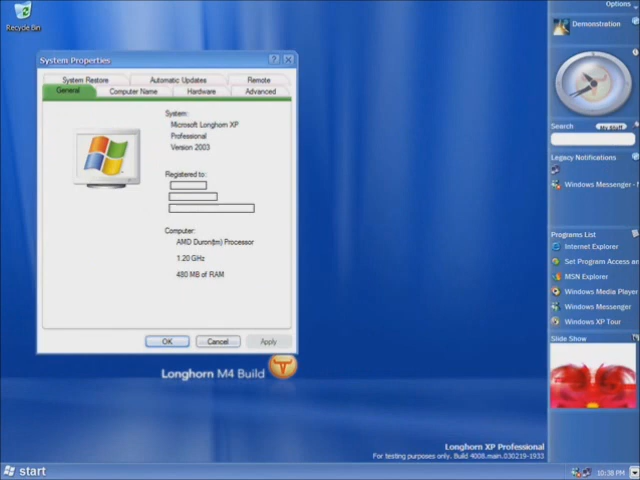 Recycle Bin
System Properties
System Restore
Automatic Updates
Remote
General
Computer Name
Hardware
Advanced
System:
Microsoft Longhorn XP
Professional
Version 2003
Registered to:
Computer:
AMD Duron(tm) Processor
1.20 GHz
480 MB of RAM
OK
Cancel
Apply
Longhorn M4 Build
Options
Demonstration
Search
My Stuff
Legacy Notifications
Windows Messenger -
Programs List
Internet Explorer
Set Program Access an
MSN Explorer
Windows Media Player
Windows Messenger
Windows XP Tour
Slide Show
Longhorn XP Professional
For testing purposes only. Build 4008.main.030219-1933
start
10:38 PM